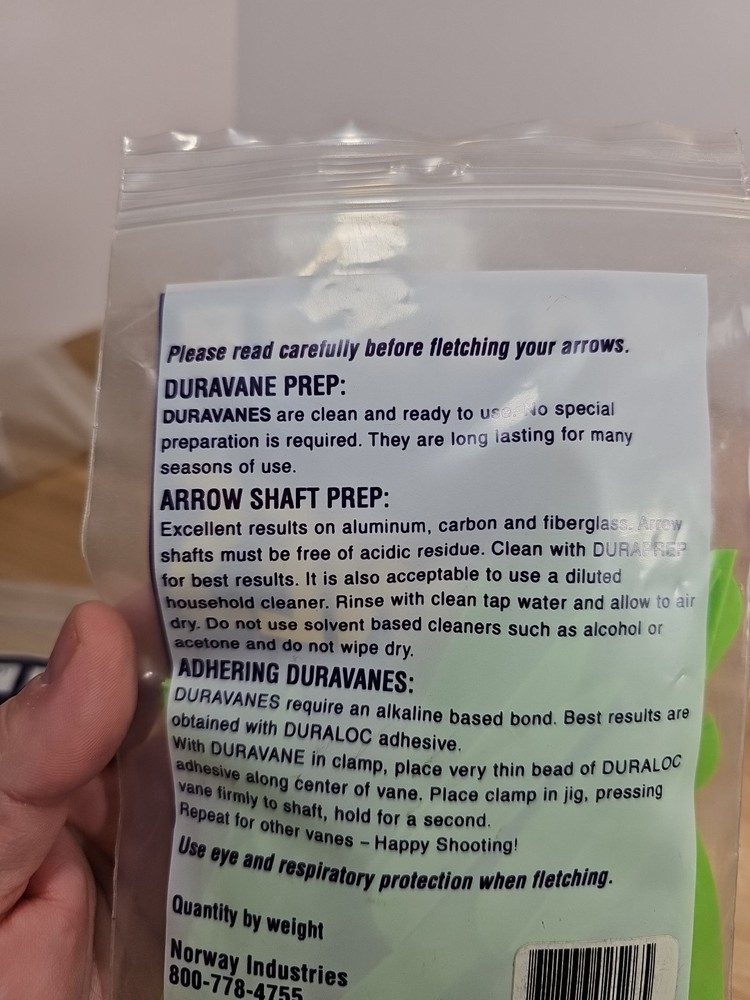 Please read carefully before fletching your arrows.
DURAVANE PREP:
DURAVANES are clean and ready to use. No special
preparation is required. They are long lasting for many
seasons of use.
ARROW SHAFT PREP:
Excellent results on aluminum, carbon and fiberglass. Arrow
shafts must be free of acidic residue. Clean with DURAPREP
for best results. It is also acceptable to use a diluted
household cleaner. Rinse with clean tap water and allow to air
dry. Do not use solvent based cleaners such as alcohol or
acetone and do not wipe dry.
ADHERING DURAVANES:
DURAVANES require an alkaline based bond. Best results are
obtained with DURALOC adhesive.
With DURAVANE in clamp, place very thin bead of DURALOC
adhesive along center of vane. Place clamp in jig, pressing
vane firmly to shaft, hold for a second.
Repeat for other vanes – Happy Shooting!
Use eye and respiratory protection when fletching.
Quantity by weight
Norway Industries
800-778-4755